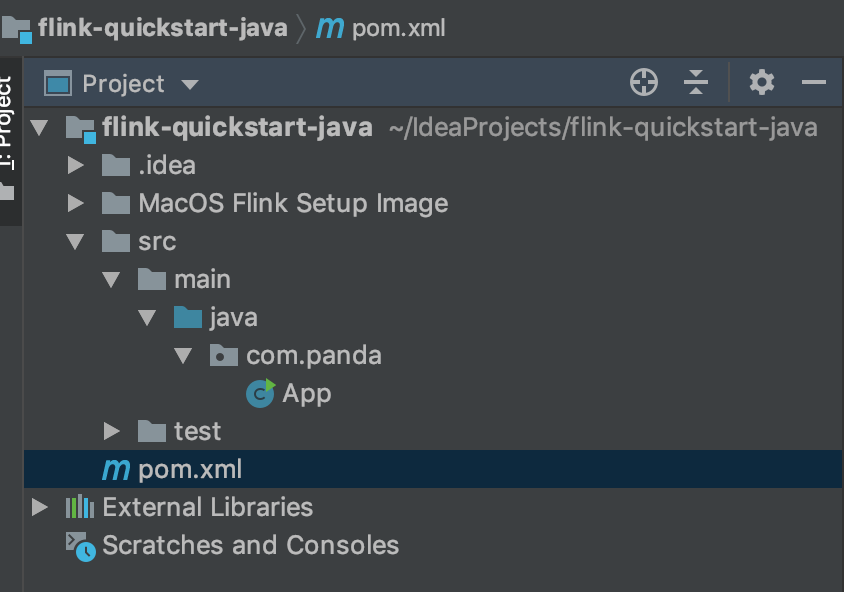 flink-quickstart-java pom.xml
Project
1: Project
flink-quickstart-java ~/IdeaProjects/flink-quickstart-java
.idea
MacOS Flink Setup Image
src
main
java
com.panda
App
test
pom.xml
External Libraries
Scratches and Consoles